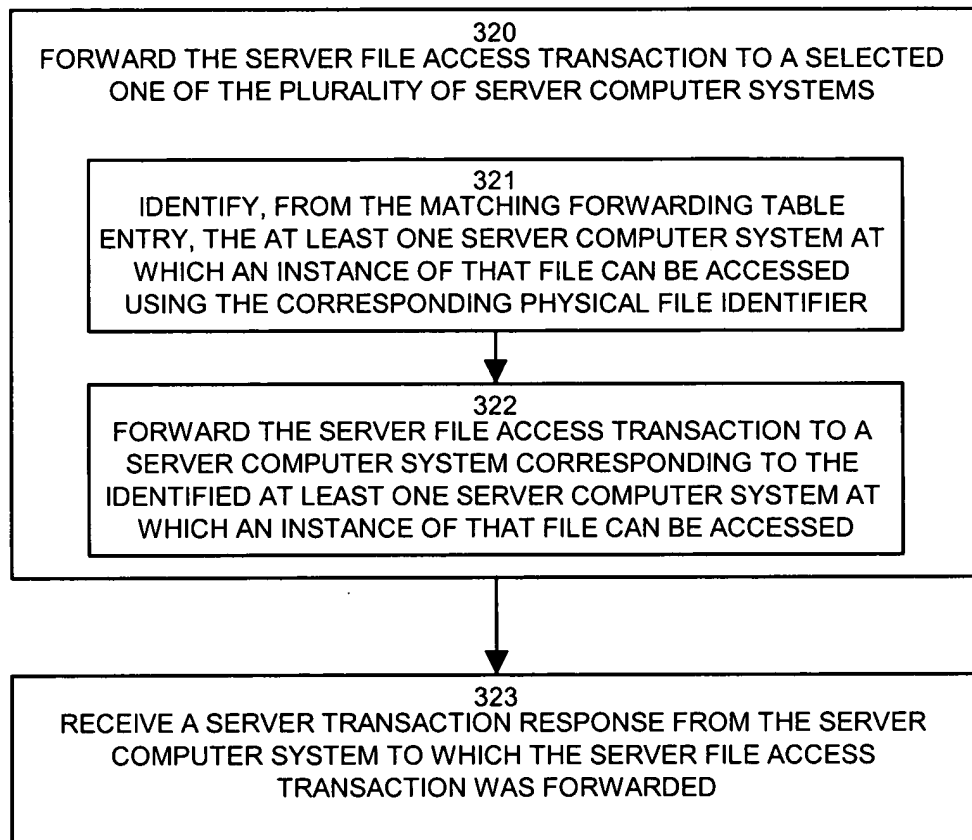 320
FORWARD THE SERVER FILE ACCESS TRANSACTION TO A SELECTED
ONE OF THE PLURALITY OF SERVER COMPUTER SYSTEMS
321
IDENTIFY, FROM THE MATCHING FORWARDING TABLE
ENTRY, THE AT LEAST ONE SERVER COMPUTER SYSTEM AT
WHICH AN INSTANCE OF THAT FILE CAN BE ACCESSED
USING THE CORRESPONDING PHYSICAL FILE IDENTIFIER
322
FORWARD THE SERVER FILE ACCESS TRANSACTION TO A
SERVER COMPUTER SYSTEM CORRESPONDING TO THE
IDENTIFIED AT LEAST ONE SERVER COMPUTER SYSTEM AT
WHICH AN INSTANCE OF THAT FILE CAN BE ACCESSED
323
RECEIVE A SERVER TRANSACTION RESPONSE FROM THE SERVER
COMPUTER SYSTEM TO WHICH THE SERVER FILE ACCESS
TRANSACTION WAS FORWARDED